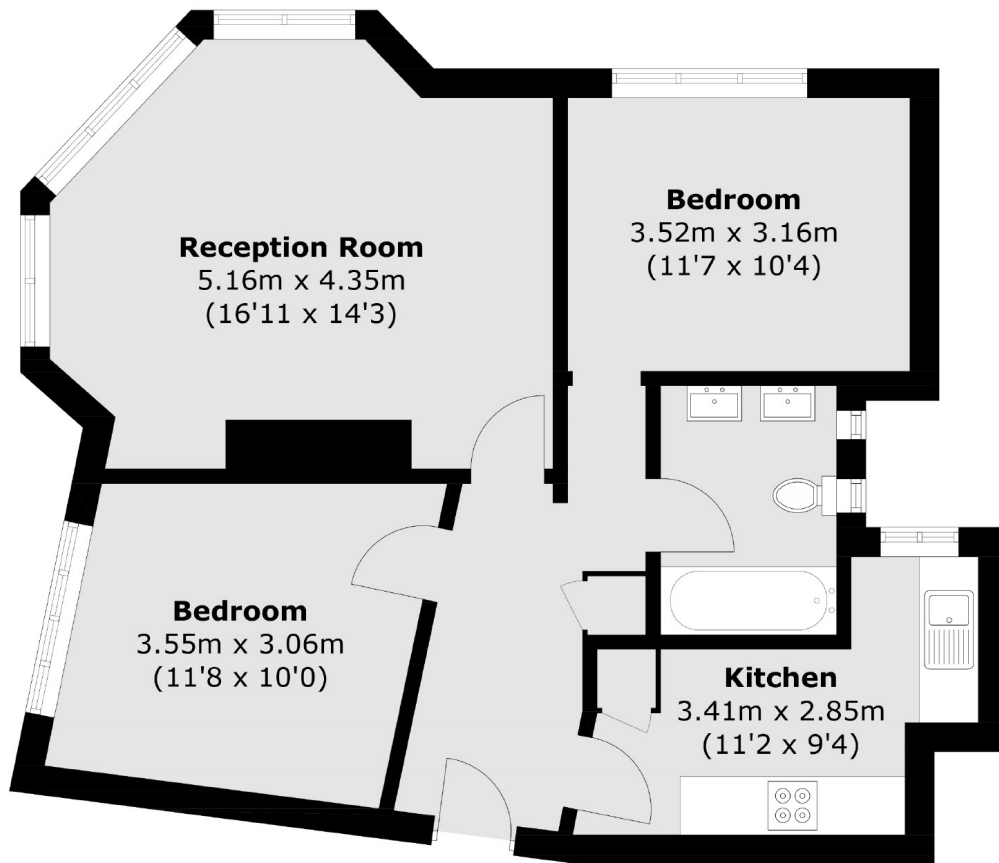 Reception Room
5.16m x 4.35m
(16'11 x 14'3)
Bedroom
3.52m x 3.16m
(11'7 x 10'4)
Bedroom
3.55m x 3.06m
(11'8 x 10'0)
Kitchen
3.41m x 2.85m
(11'2 x 9'4)